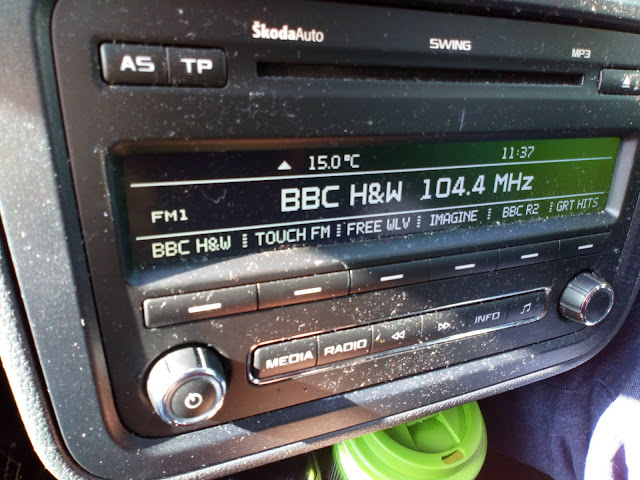 ŠkodaAuto SWING MP3
AS TP
15.0°C 11:37
BBC H&W 104.4 MHz
FM1
BBC H&W TOUCH FM FREE WLV IMAGINE BBC R2 GRT HITS
MEDIA RADIO INFO